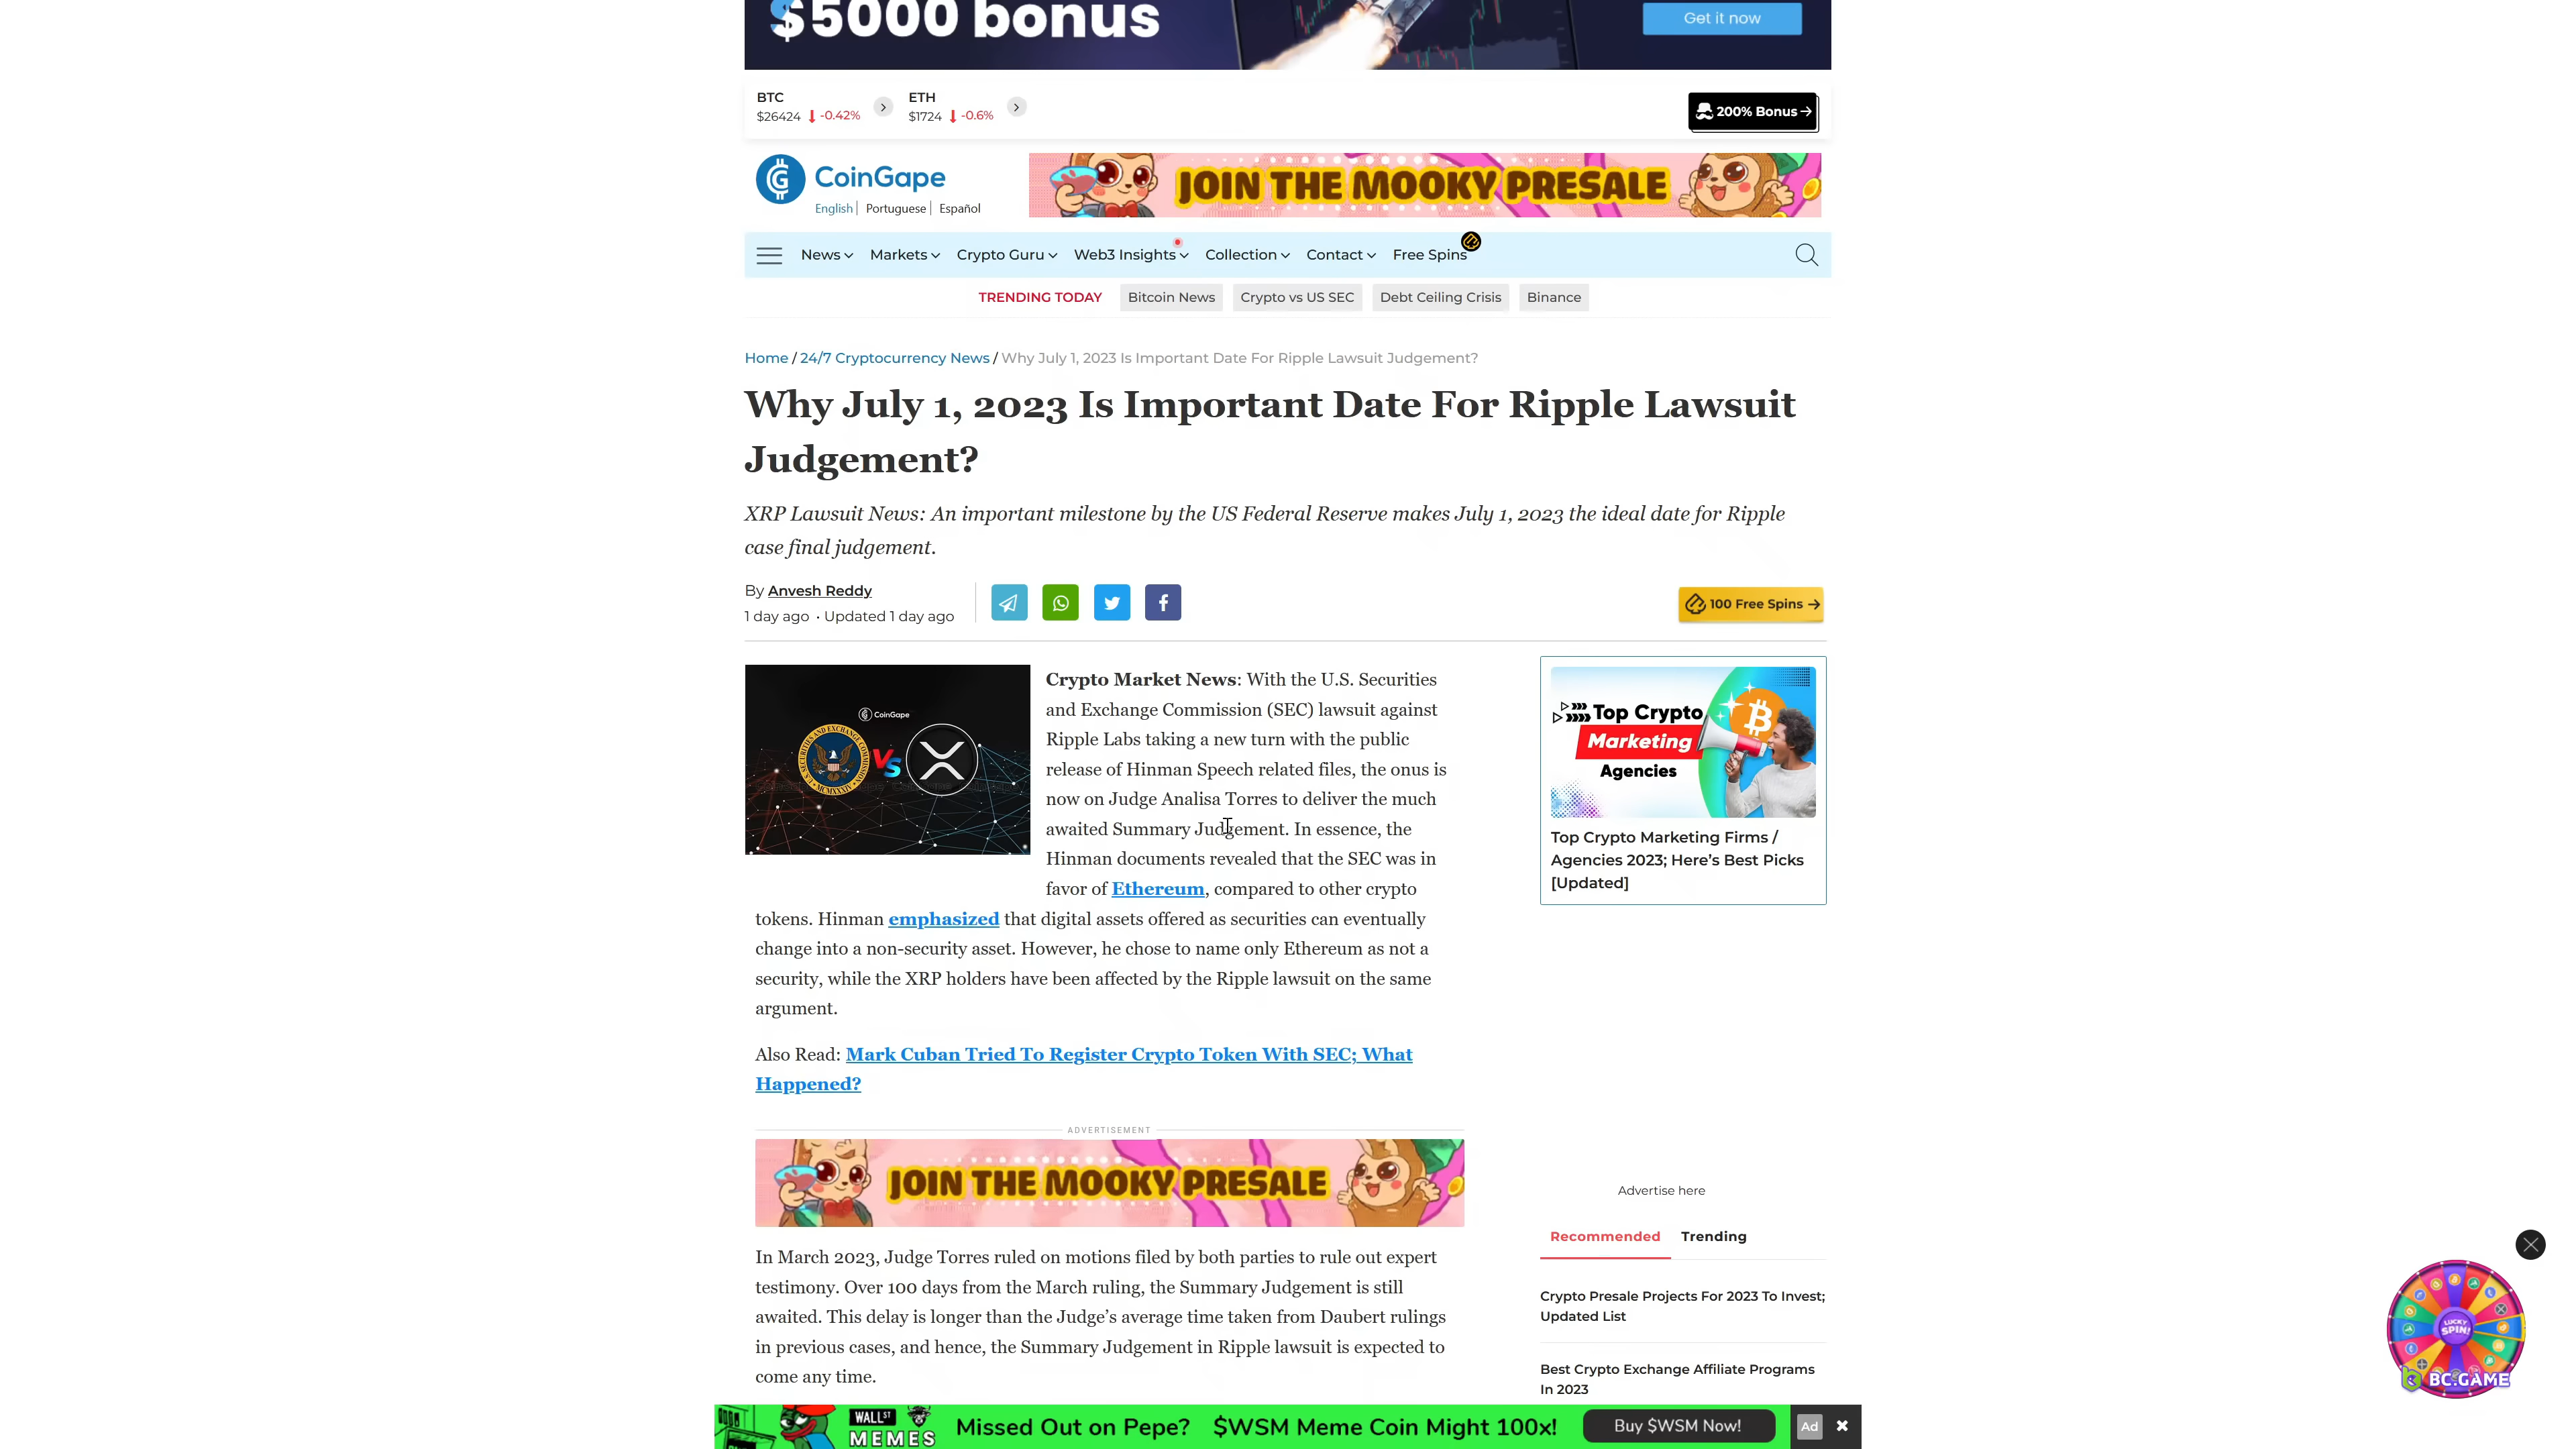 $5000 bonus
Get it now
BTC
$26424 -0.42%
ETH
$1724 -0.6%
200% Bonus
CoinGape
English | Portuguese | Español
JOIN THE MOOKY PRESALE
News Markets Crypto Guru Web3 Insights Collection Contact Free Spins
TRENDING TODAY Bitcoin News Crypto vs US SEC Debt Ceiling Crisis Binance
Home / 24/7 Cryptocurrency News / Why July 1, 2023 Is Important Date For Ripple Lawsuit Judgement?
Why July 1, 2023 Is Important Date For Ripple Lawsuit
Judgement?
XRP Lawsuit News: An important milestone by the US Federal Reserve makes July 1, 2023 the ideal date for Ripple
case final judgement.
By Anvesh Reddy
1 day ago · Updated 1 day ago
100 Free Spins
CoinGape
VS
Crypto Market News: With the U.S. Securities
and Exchange Commission (SEC) lawsuit against
Ripple Labs taking a new turn with the public
release of Hinman Speech related files, the onus is
now on Judge Analisa Torres to deliver the much
awaited Summary Judgement. In essence, the
Hinman documents revealed that the SEC was in
favor of Ethereum, compared to other crypto
tokens. Hinman emphasized that digital assets offered as securities can eventually
change into a non-security asset. However, he chose to name only Ethereum as not a
security, while the XRP holders have been affected by the Ripple lawsuit on the same
argument.
Also Read: Mark Cuban Tried To Register Crypto Token With SEC; What
Happened?
ADVERTISEMENT
JOIN THE MOOKY PRESALE
In March 2023, Judge Torres ruled on motions filed by both parties to rule out expert
testimony. Over 100 days from the March ruling, the Summary Judgement is still
awaited. This delay is longer than the Judge's average time taken from Daubert rulings
in previous cases, and hence, the Summary Judgement in Ripple lawsuit is expected to
come any time.
Top Crypto
Marketing
Agencies
Top Crypto Marketing Firms /
Agencies 2023; Here's Best Picks
[Updated]
Advertise here
Recommended Trending
Crypto Presale Projects For 2023 To Invest;
Updated List
Best Crypto Exchange Affiliate Programs
In 2023
LUCKY
SPIN!
BC.GAME
WALL ST
MEMES
Missed Out on Pepe? $WSM Meme Coin Might 100x!
Buy $WSM Now!
Ad